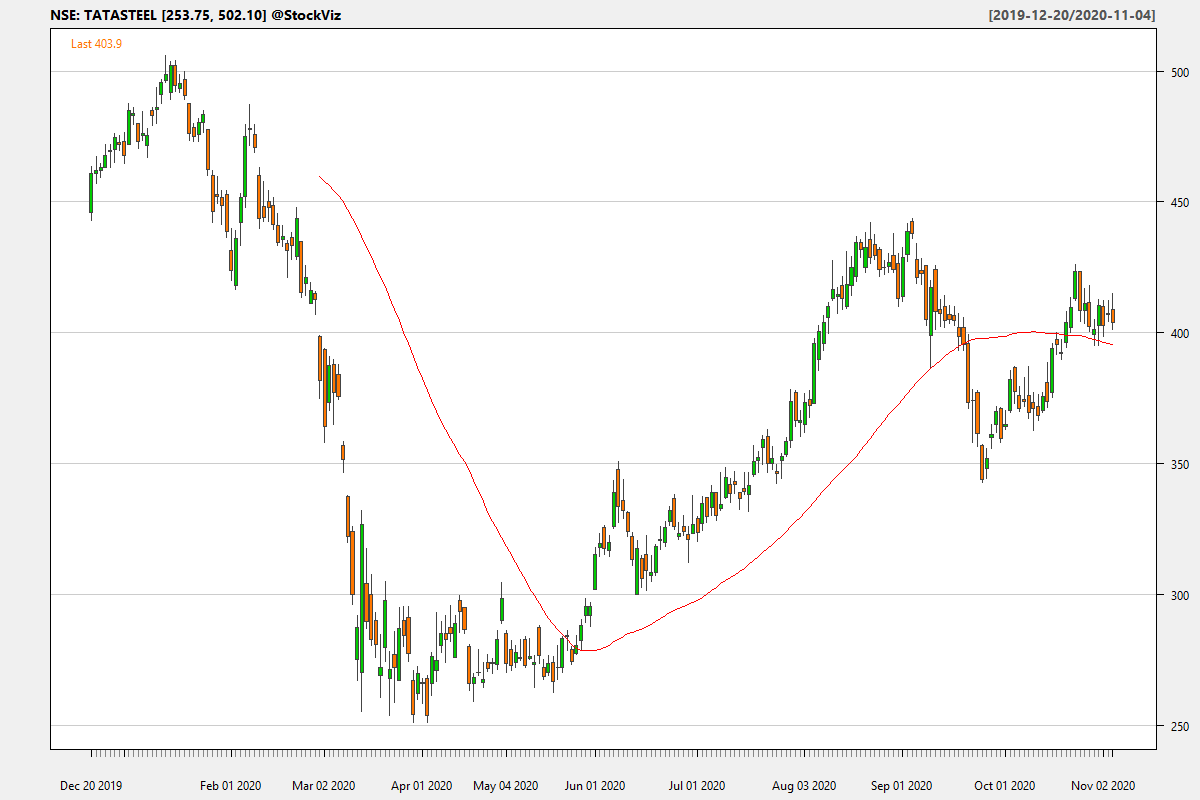 NSE: TATASTEEL [253.75, 502.10] @StockViz [2019-12-20/2020-11-04]
Last 403.9
500
450
400
350
300
250
Dec 20 2019 Feb 01 2020 Mar 02 2020 Apr 01 2020 May 04 2020 Jun 01 2020 Jul 01 2020 Aug 03 2020 Sep 01 2020 Oct 01 2020 Nov 02 2020